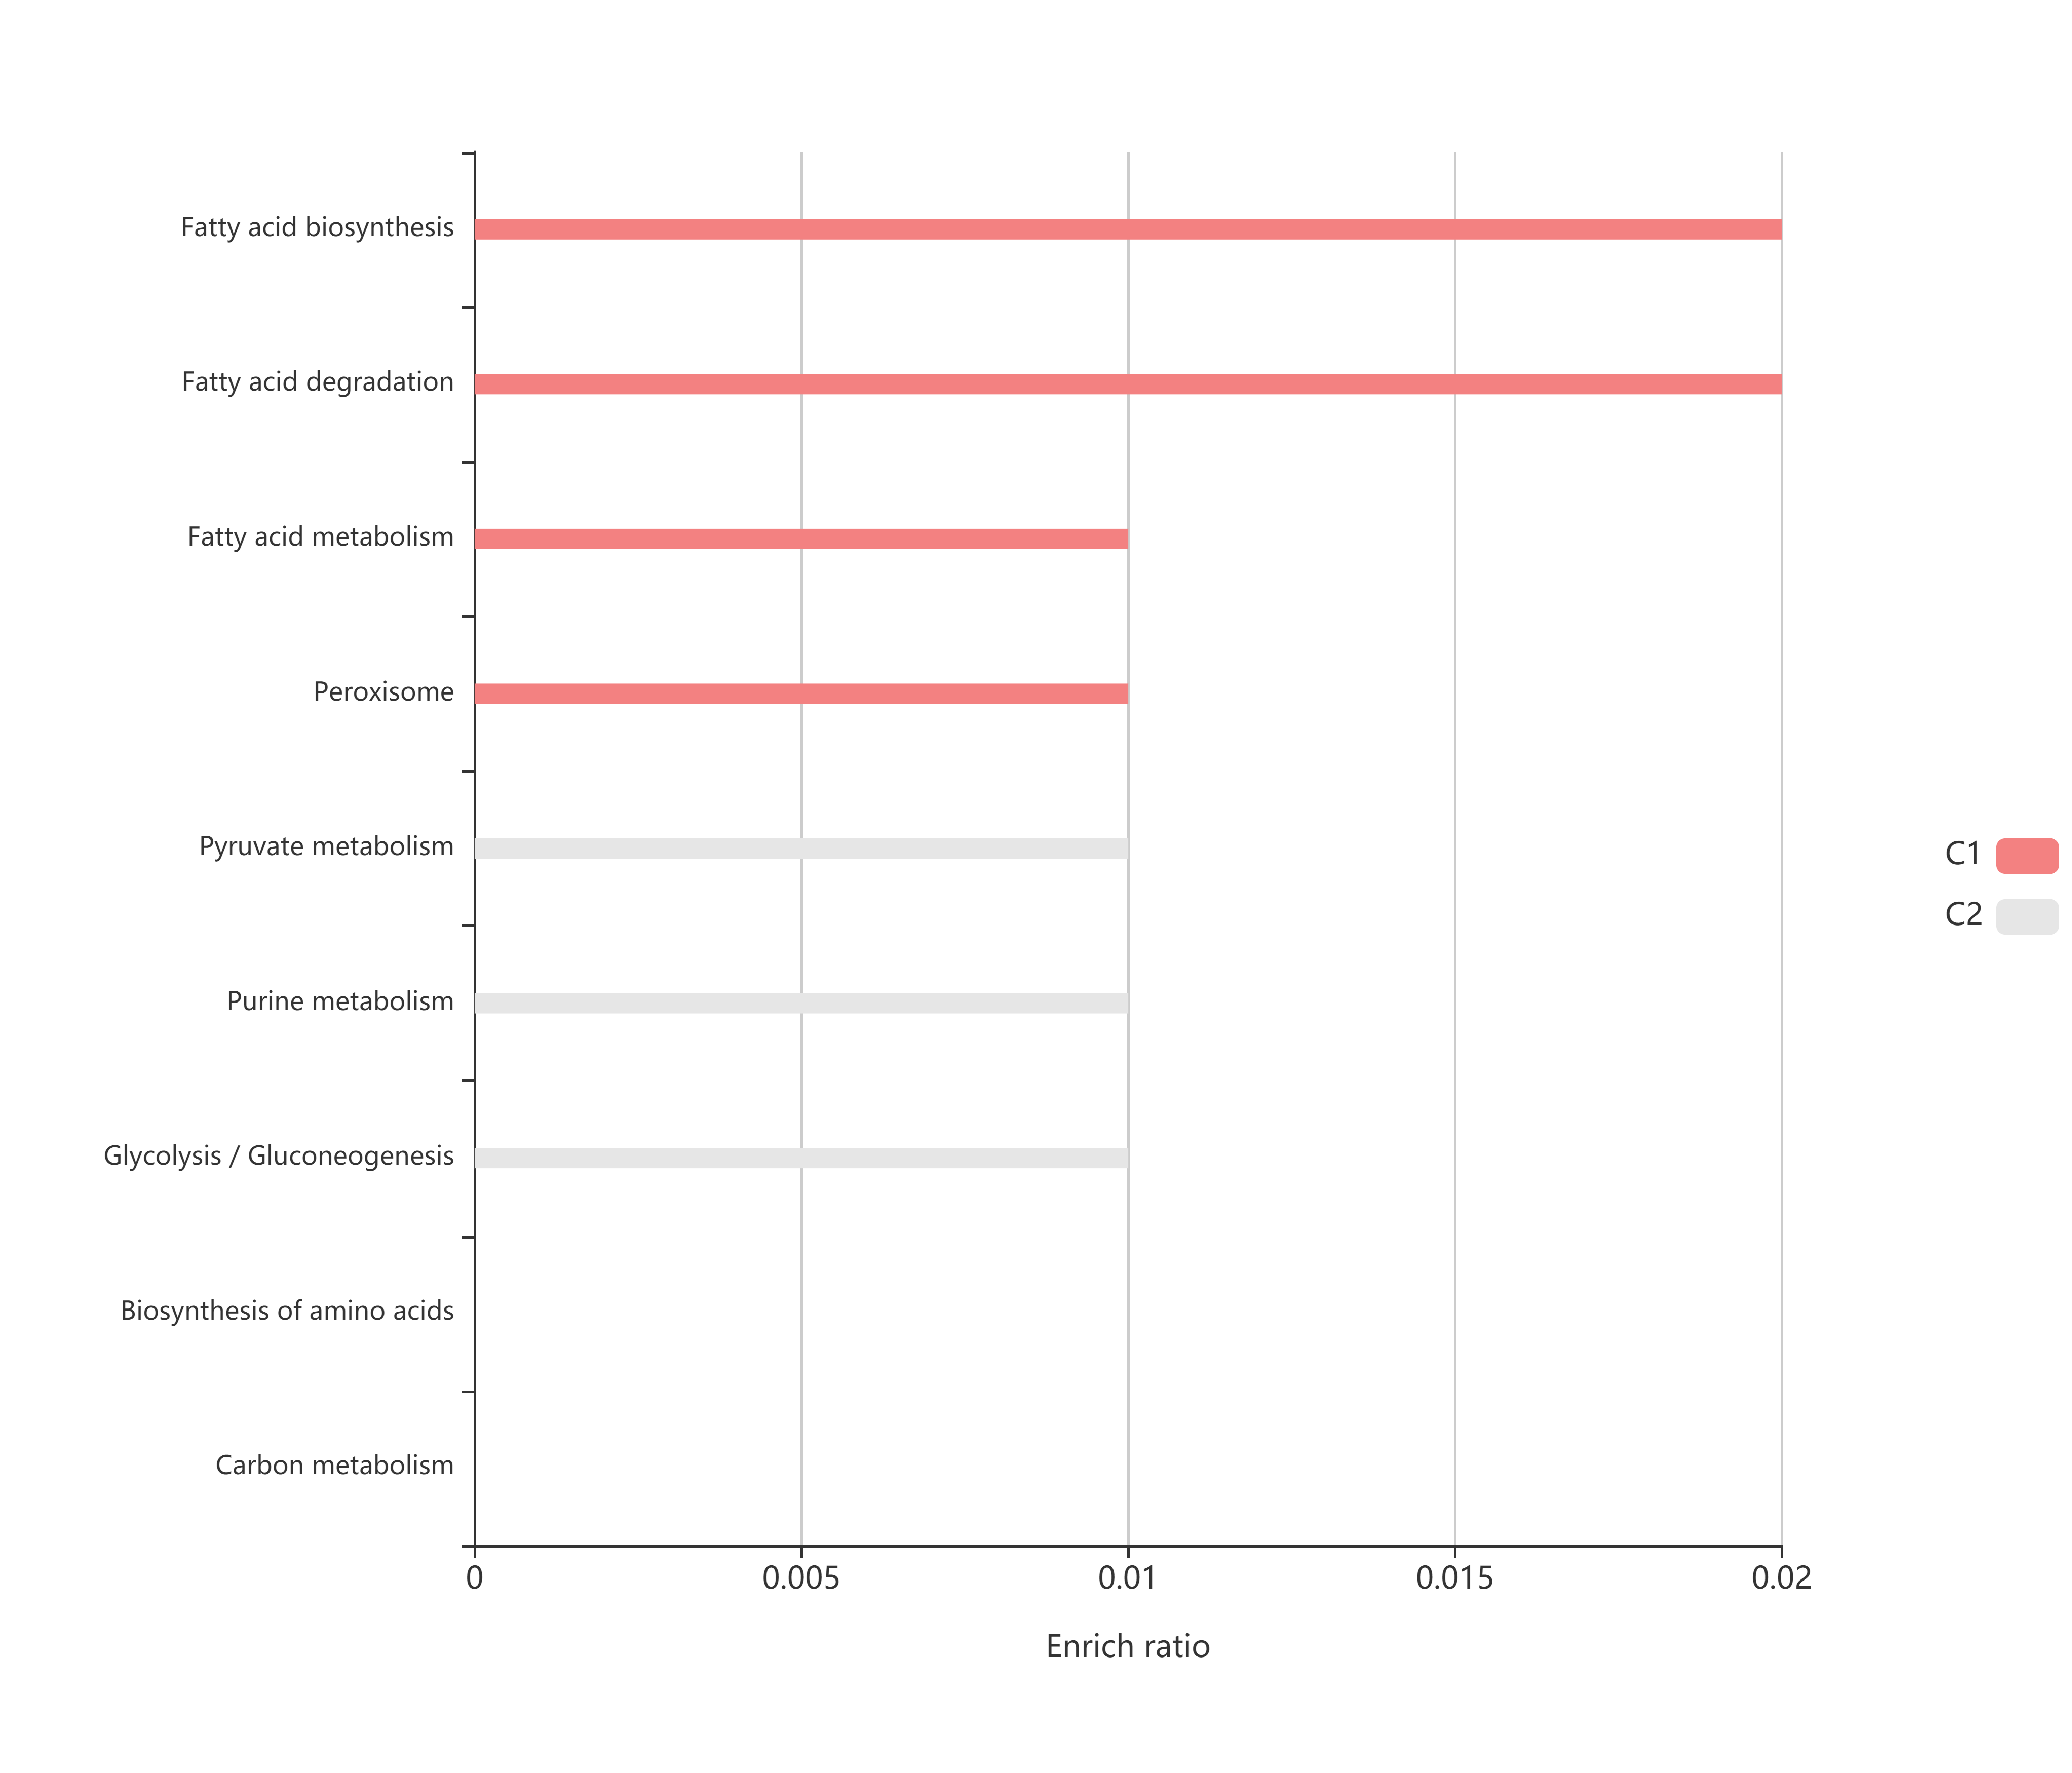 Fatty acid biosynthesis
Fatty acid degradation
Fatty acid metabolism
Peroxisome
Pyruvate metabolism
Purine metabolism
Glycolysis / Gluconeogenesis
Biosynthesis of amino acids
Carbon metabolism
0 0.005 0.01 0.015 0.02
Enrich ratio
C1
C2